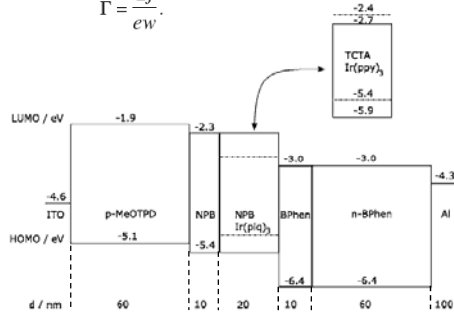 Γ = —— ew.
-2.4
-2.7
TCTA
Ir(ppy)3
-5.4
-5.9
LUMO / eV
-1.9
-2.3
-3.0
-3.0
-4.3
-4.6
ITO
p-MeOTPD
NPB
NPB
Ir(piq)3
BPhen
n-BPhen
Al
HOMO / eV
-5.1
-5.4
-6.4
-6.4
d / nm
60
10
20
10
60
100